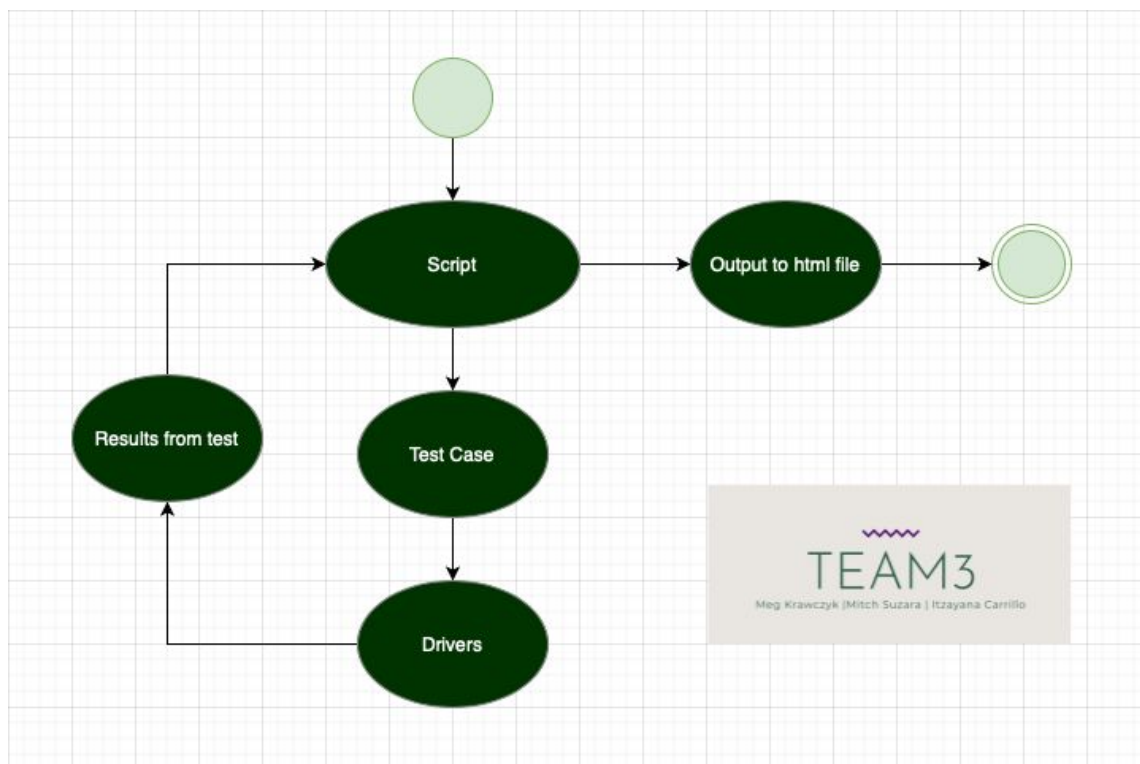 Script
Output to html file
Results from test
Test Case
Drivers
TEAM3
Meg Krawczyk |Mitch Suzara | Itzayana Carrillo